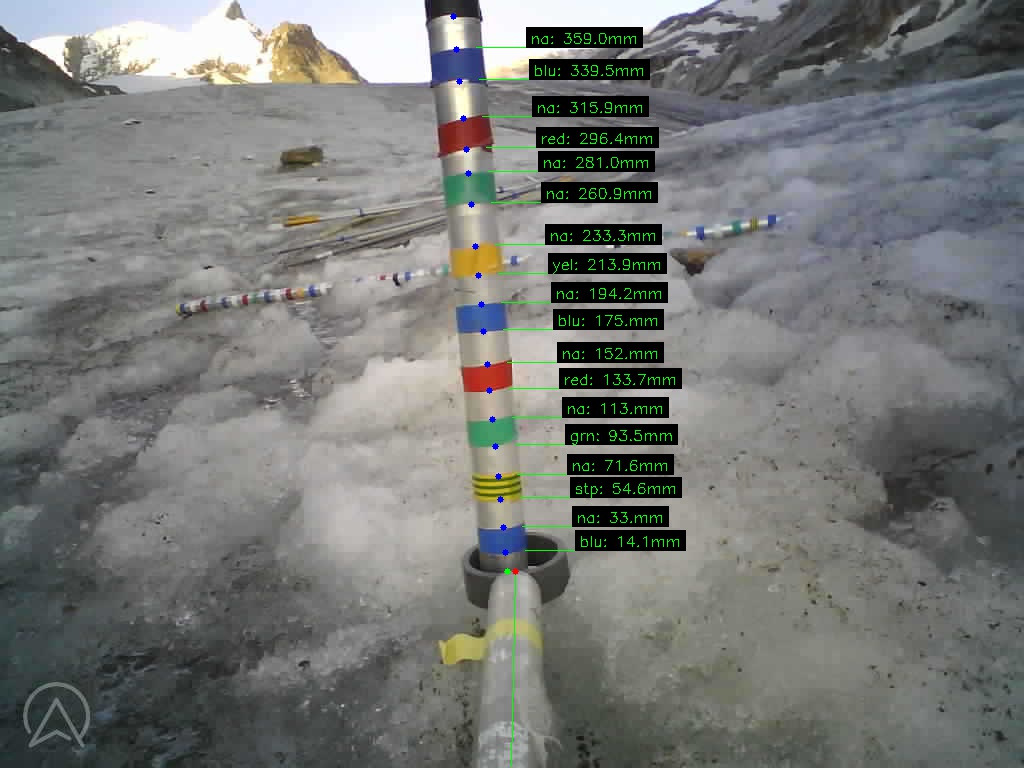 na: 359.0mm
blu: 339.5mm
na: 315.9mm
red: 296.4mm
na: 281.0mm
na: 260.9mm
na: 233.3mm
yel: 213.9mm
na: 194.2mm
blu: 175.mm
na: 152.mm
red: 133.7mm
na: 113.mm
grn: 93.5mm
na: 71.6mm
stp: 54.6mm
na: 33.mm
blu: 14.1mm